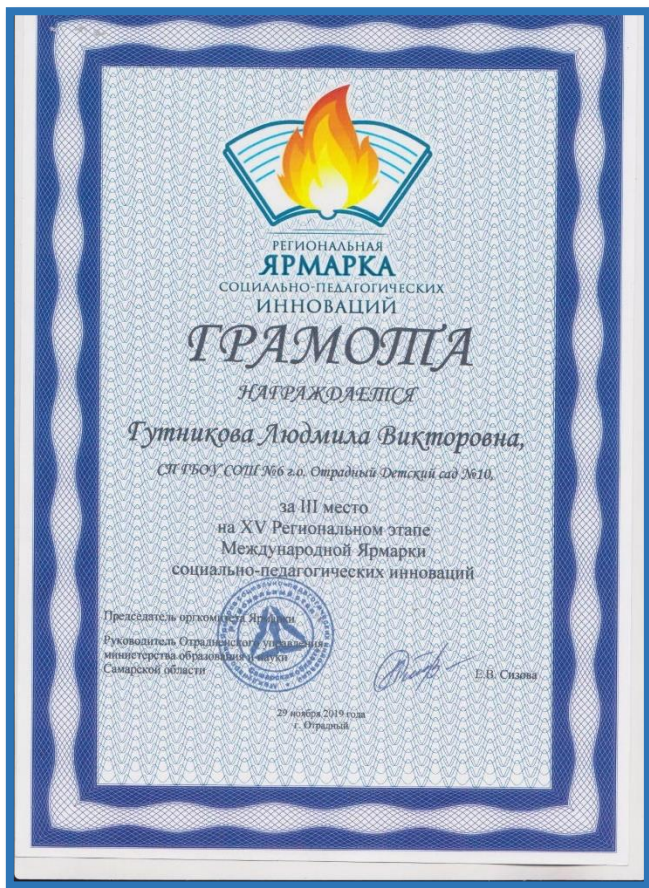 РЕГИОНАЛЬНАЯ
ЯРМАРКА
СОЦИАЛЬНО-ПЕДАГОГИЧЕСКИХ
ИННОВАЦИЙ
ГРАМОТА
НАГРАЖДАЕТСЯ
Гутникова Людмила Викторовна,
СП ГБОУ СОШ №6 г.о. Отрадный Детский сад №10,
за III место
на XV Региональном этапе
Международной Ярмарки
социально-педагогических инноваций
Председатель оргкомитета Ярмарки
Руководитель Отрадненского управления
министерства образования и науки
Самарской области
Е.В. Сизова
29 ноября 2019 года
г. Отрадный